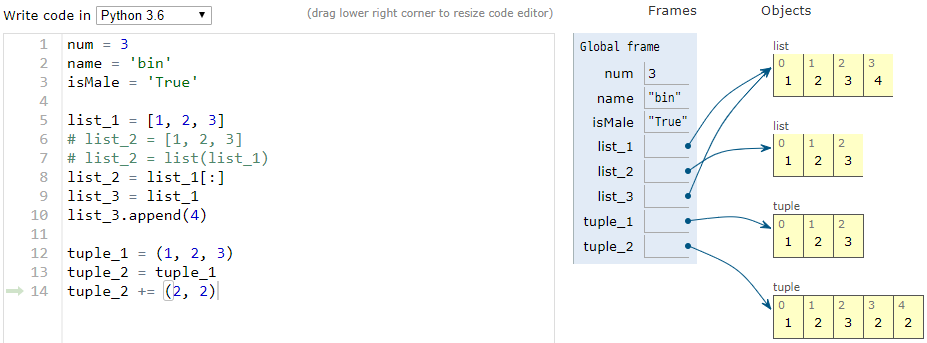 Write code in Python 3.6
(drag lower right corner to resize code editor)
1 num = 3
2 name = 'bin'
3 isMale = 'True'
4
5 list_1 = [1, 2, 3]
6 # list_2 = [1, 2, 3]
7 # list_2 = list(list_1)
8 list_2 = list_1[:]
9 list_3 = list_1
10 list_3.append(4)
11
12 tuple_1 = (1, 2, 3)
13 tuple_2 = tuple_1
14 tuple_2 += (2, 2)
Frames
Objects
Global frame
num 3
name "bin"
isMale "True"
list_1
list_2
list_3
tuple_1
tuple_2
list
0 1 2 3
1 2 3 4
list
0 1 2
1 2 3
tuple
0 1 2
1 2 3
tuple
0 1 2 3 4
1 2 3 2 2